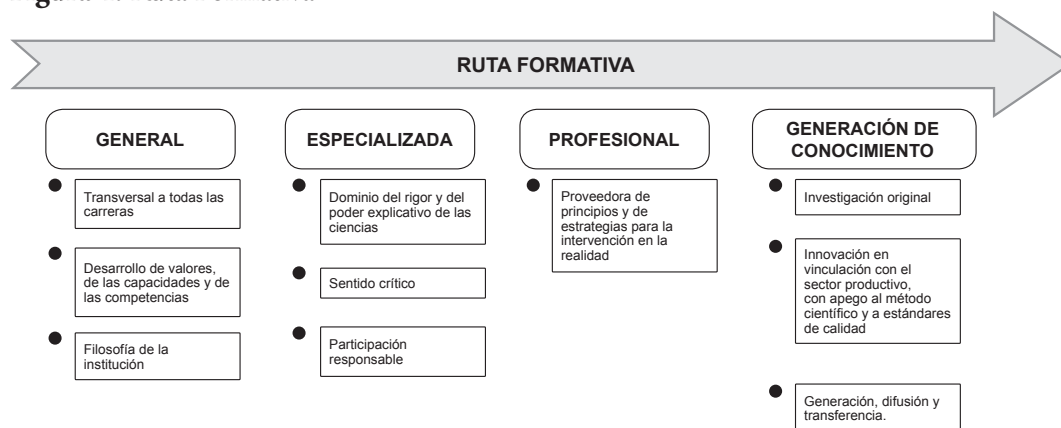 RUTA FORMATIVA
GENERAL
Transversal a todas las
carreras
Desarrollo de valores,
de las capacidades y de
las competencias
Filosofía de la
institución
ESPECIALIZADA
Dominio del rigor y del
poder explicativo de las
ciencias
Sentido crítico
Participación
responsable
PROFESIONAL
Proveedora de
principios y de
estrategias para la
intervención en la
realidad
GENERACIÓN DE
CONOCIMIENTO
Investigación original
Innovación en
vinculación con el
sector productivo,
con apego al método
científico y a estándares
de calidad
Generación, difusión y
transferencia.